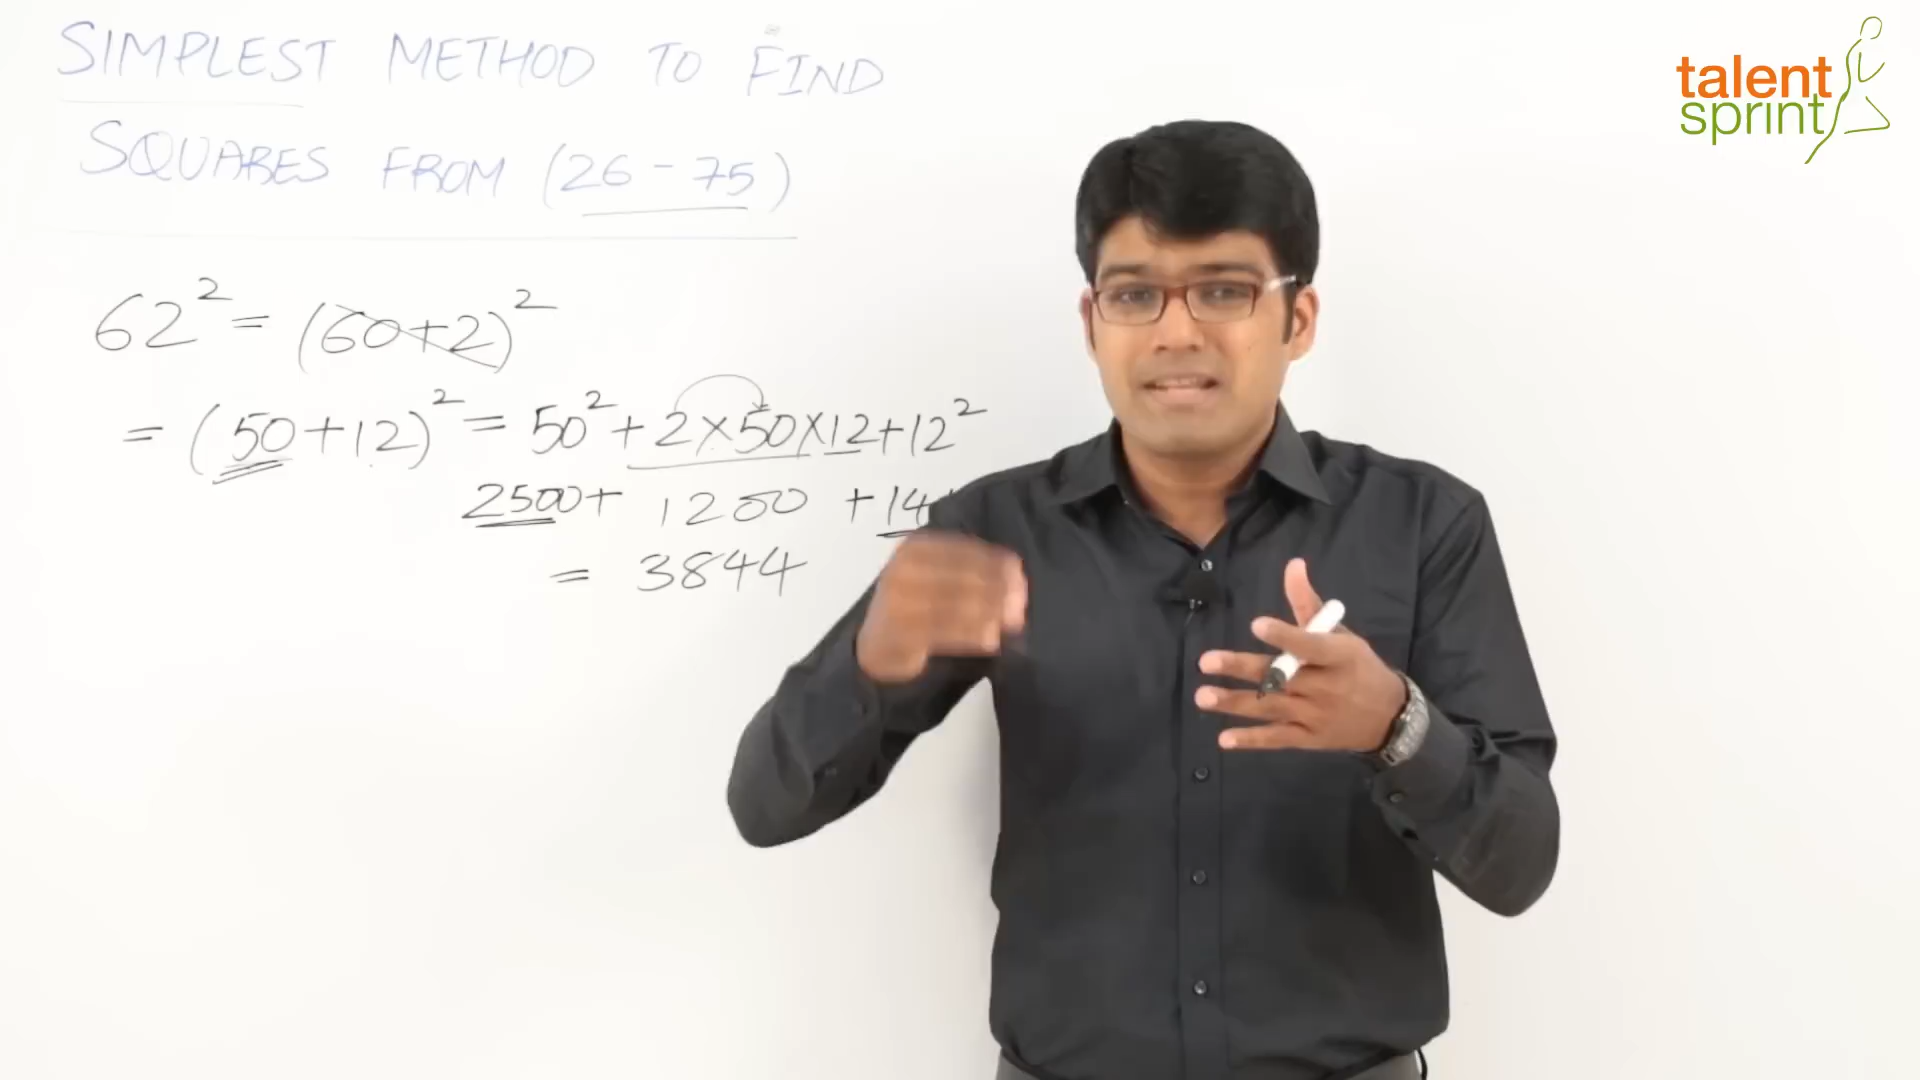 SIMPLEST METHOD TO FIND
SQUARES FROM (26 - 75)
62² = (60+2)²
= (50+12)² = 50² + 2×50×12+12²
2500+ 1200 +14
= 3844
talent
sprint